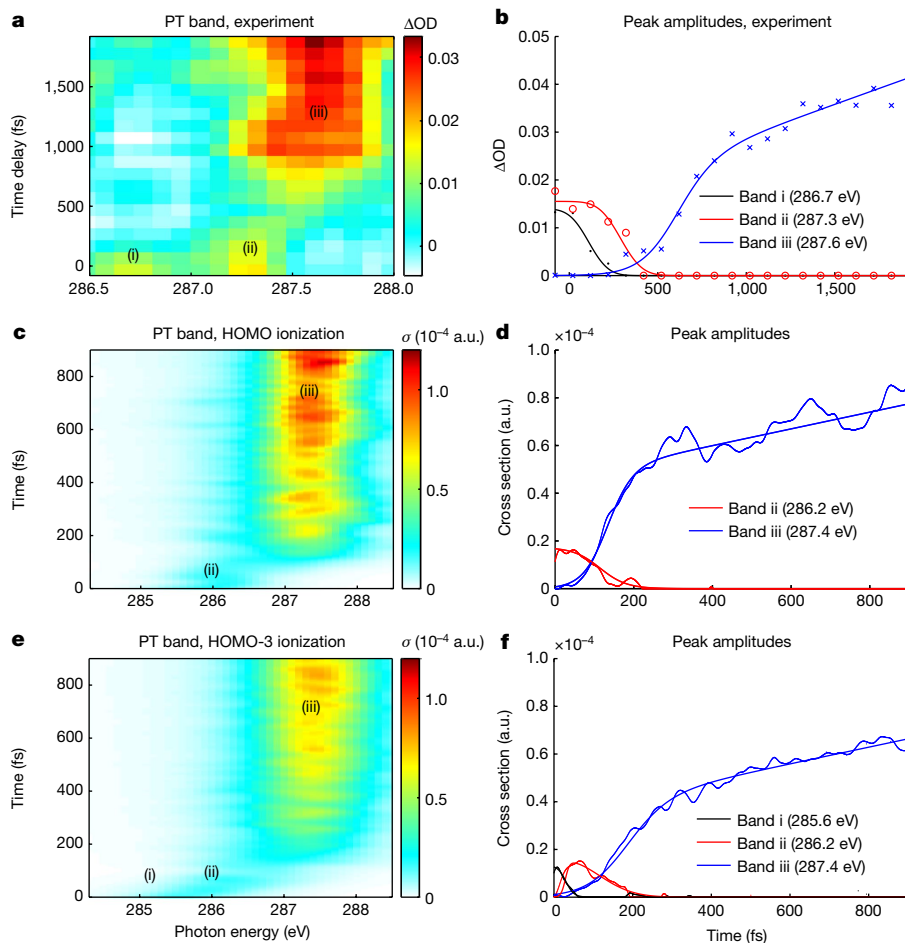 a PT band, experiment ΔOD
Time delay (fs)
1,500
1,000
500
0
286.5 287.0 287.5 288.0
0.03
0.02
0.01
0
(i)
(ii)
(iii)
b Peak amplitudes, experiment
ΔOD
0.05
0.04
0.03
0.02
0.01
0
0 500 1,000 1,500
Band i (286.7 eV)
Band ii (287.3 eV)
Band iii (287.6 eV)
c PT band, HOMO ionization σ (10⁻⁴ a.u.)
Time (fs)
800
600
400
200
0
285 286 287 288
1.0
0.5
0
(iii)
(ii)
d Peak amplitudes
×10⁻⁴
Cross section (a.u.)
1.0
0.8
0.6
0.4
0.2
0
0 200 400 600 800
Band ii (286.2 eV)
Band iii (287.4 eV)
e PT band, HOMO-3 ionization σ (10⁻⁴ a.u.)
Time (fs)
800
600
400
200
0
285 286 287 288
Photon energy (eV)
1.0
0.5
0
(iii)
(i)
(ii)
f Peak amplitudes
×10⁻⁴
Cross section (a.u.)
1.0
0.8
0.6
0.4
0.2
0
0 200 400 600 800
Time (fs)
Band i (285.6 eV)
Band ii (286.2 eV)
Band iii (287.4 eV)